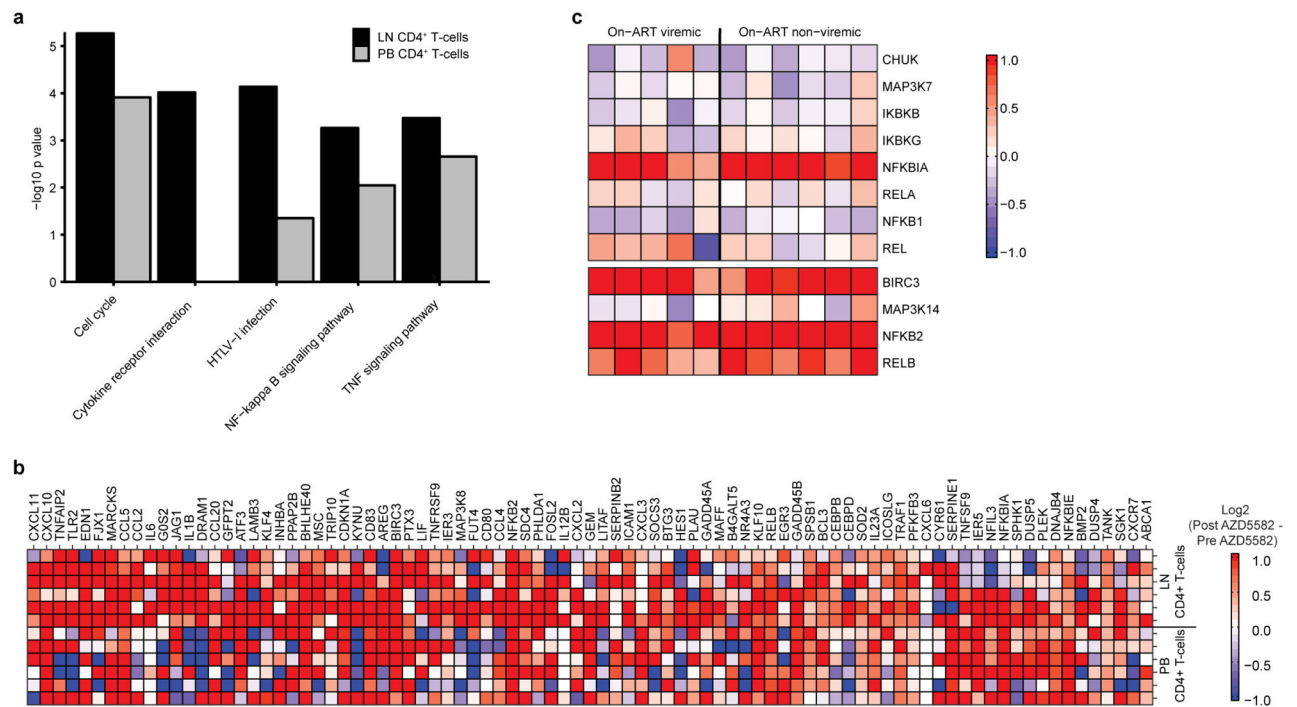 a
LN CD4⁺ T-cells
PB CD4⁺ T-cells
−log10 p value
5
4
3
2
1
0
Cell cycle
Cytokine receptor interaction
HTLV−I infection
NF−kappa B signaling pathway
TNF signaling pathway
c
On-ART viremic
On-ART non-viremic
CHUK
MAP3K7
IKBKB
IKBKG
NFKBIA
RELA
NFKB1
REL
BIRC3
MAP3K14
NFKB2
RELB
1.0
0.5
0.0
−0.5
−1.0
b
CXCL11
CXCL10
TNFAIP2
TLR2
EDN1
IFIX1
MARCKS
CCL5
CCL2
IL6
G0S2
JAG1
IL1B
DRAM1
CCL20
GFPT2
ATF3
LAMB3
KLF4
INHBA
PPAP2B
BHLHE40
MSC
TRIP10
CDKN1A
KYNU
AREG
CD83
BIRC3
PTX3
LIF
TNFRSF9
IER3
MAP3K8
FUT4
CD80
CCL4
NFKB2
SDC4
PHLDA1
FOSL2
IL12B
CXCL2
GEM
LITAF
SERPINB2
ICAM1
CXCL3
SOCS3
BTG3
HES1
PLAU
GADD45A
MAFF
B4GALT5
NR4A3
KLF10
RELB
EGR3
GADD45B
SPSB1
BCL3
CEBPB
CEBPD
SOD2
IL23A
ICOSLG
TRAF1
PFKFB3
CXCL6
CYR61
SERPINE1
TNFSF9
IER5
NFIL3
NFKBIA
SPHK1
DUSP5
PLEK
DNAJB4
NFKBIE
BMP2
DUSP4
TANK
SGK1
CXCR7
ABCA1
LN
CD4+ T-cells
PB
CD4+ T-cells
Log2
(Post AZD5582 -
Pre AZD5582)
1.0
0.5
0.0
−0.5
−1.0